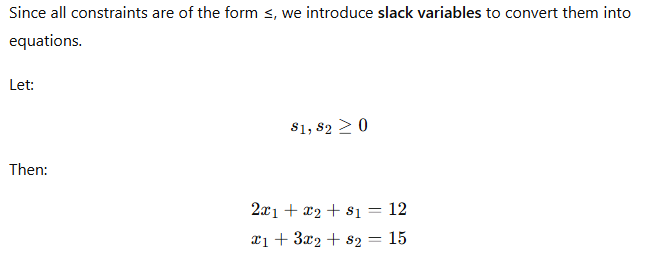 Since all constraints are of the form ≤, we introduce slack variables to convert them into
equations.
Let:
s₁, s₂ ≥ 0
Then:
2x₁ + x₂ + s₁ = 12
x₁ + 3x₂ + s₂ = 15